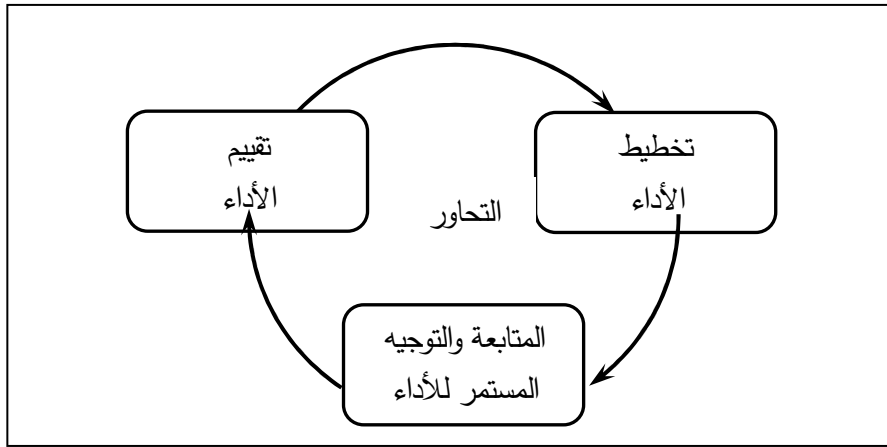 تخطيط
الأداء
تقييم
الأداء
التحاور
المتابعة والتوجيه
المستمر للأداء